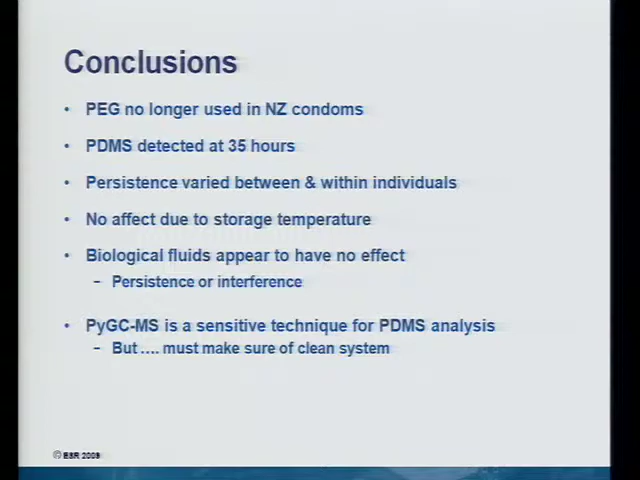 Conclusions
• PEG no longer used in NZ condoms
• PDMS detected at 35 hours
• Persistence varied between & within individuals
• No affect due to storage temperature
• Biological fluids appear to have no effect
– Persistence or interference
• PyGC-MS is a sensitive technique for PDMS analysis
– But .... must make sure of clean system
© ESR 2008